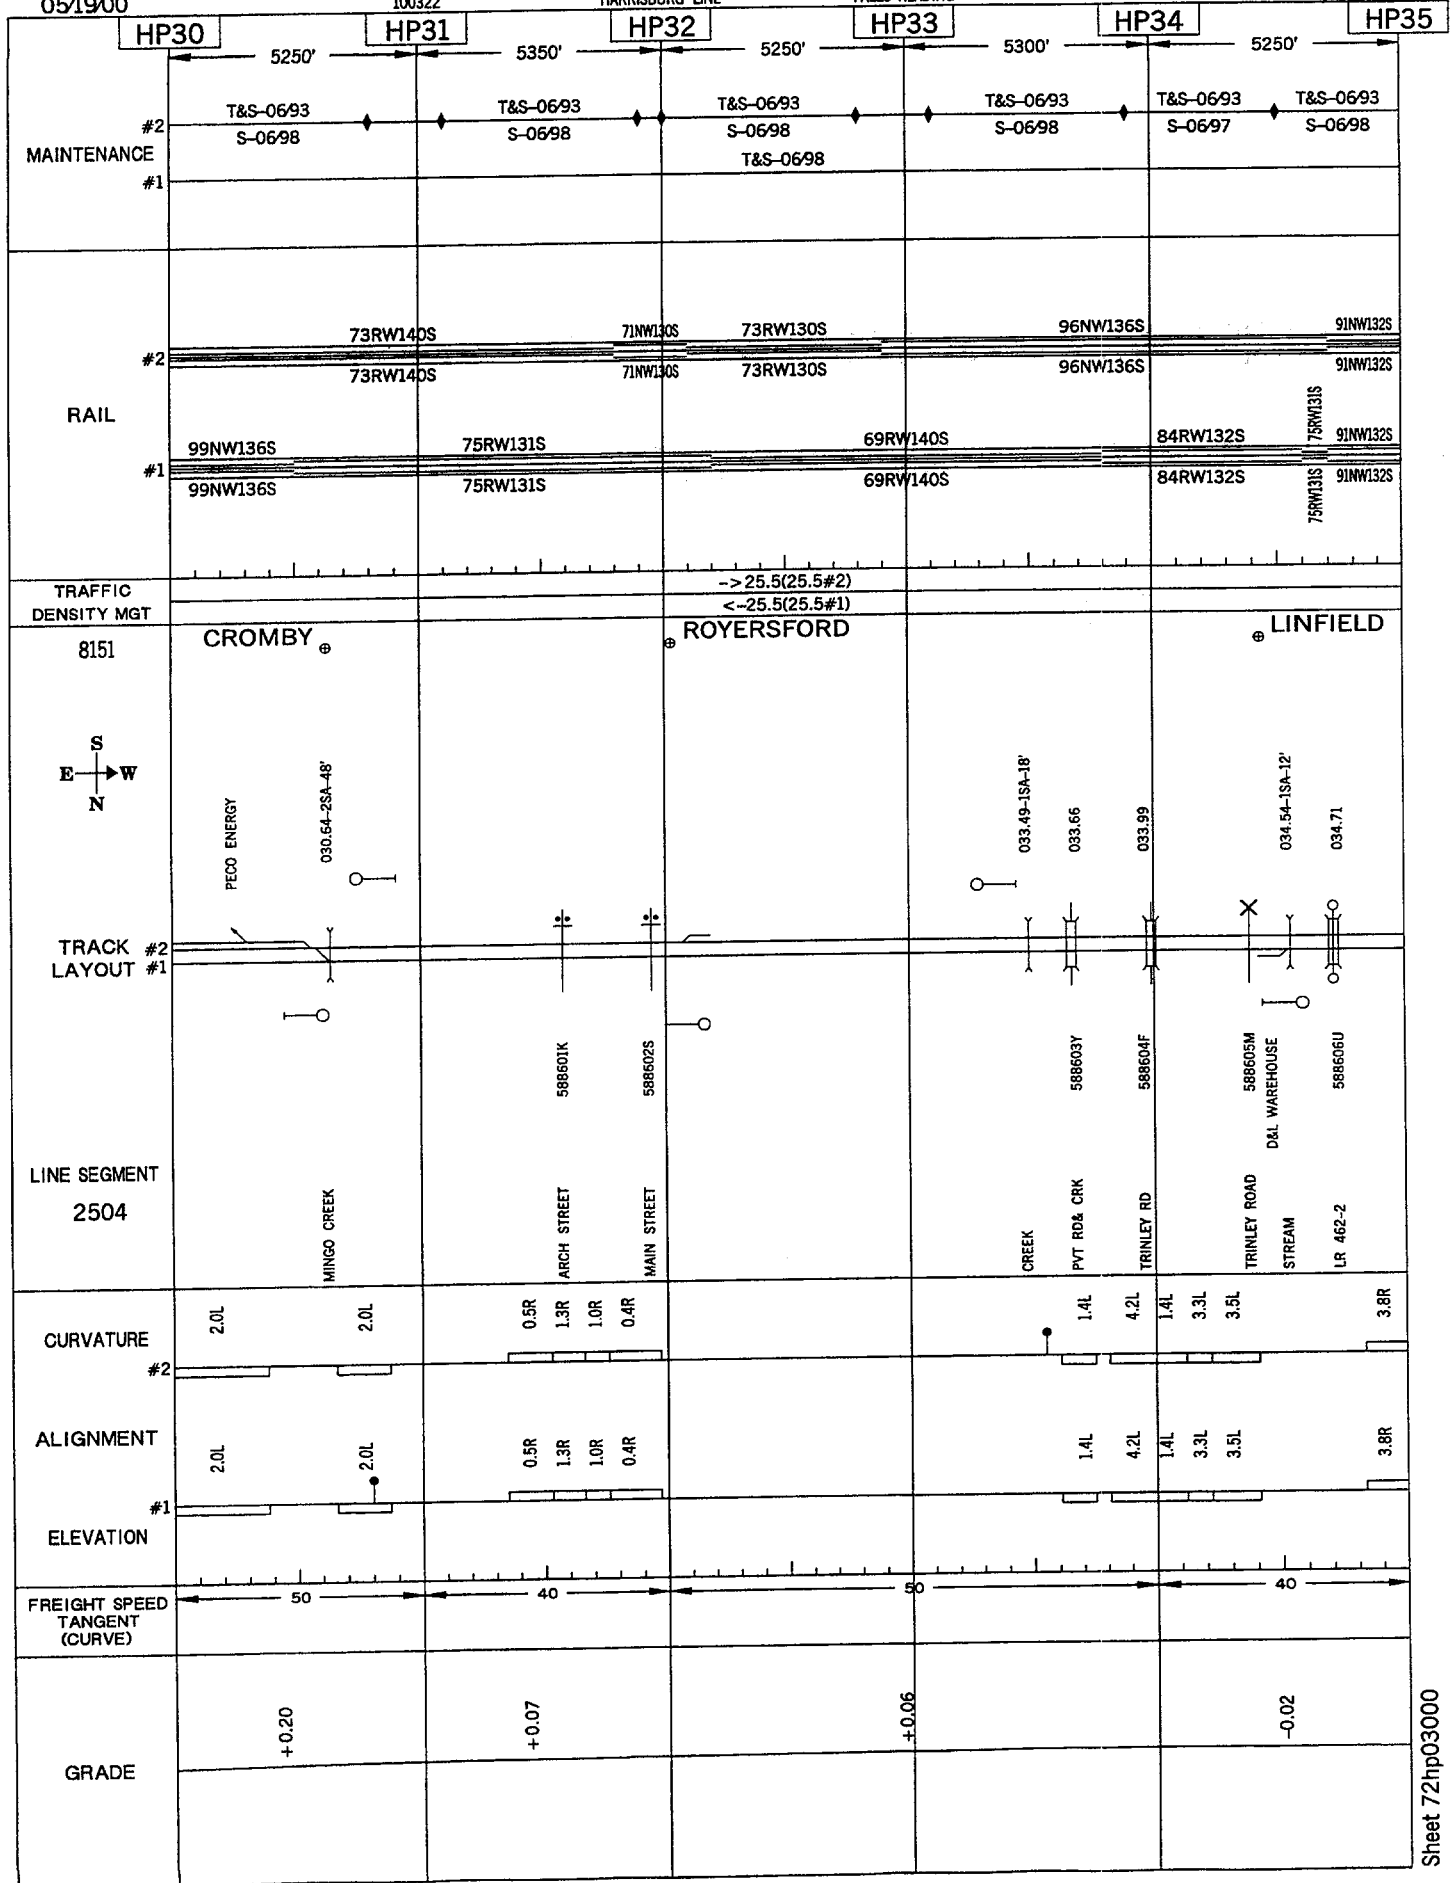 05/19/00 100322 HARRISBURG LINE
HP30 HP31 HP32 HP33 HP34 HP35
5250' 5350' 5250' 5300' 5250'
T&S-06/93 T&S-06/93 T&S-06/93 T&S-06/93 T&S-06/93 T&S-06/93
#2
S-06/98 S-06/98 S-06/98 S-06/98 S-06/97 S-06/98
MAINTENANCE
T&S-06/98
#1
73RW140S 71NW130S 73RW130S 96NW136S 91NW132S
#2
73RW140S 71NW130S 73RW130S 96NW136S 91NW132S
RAIL
99NW136S 75RW131S 69RW140S 84RW132S 75RW131S 91NW132S
#1
99NW136S 75RW131S 69RW140S 84RW132S 75RW131S 91NW132S
TRAFFIC
DENSITY MGT
->25.5(25.5#2)
<-25.5(25.5#1)
8151
CROMBY ROYERSFORD LINFIELD
S
E W
N
PECO ENERGY
030.64-2SA-48'
033.49-1SA-18'
033.66
033.99
034.54-1SA-12'
034.71
TRACK #2
LAYOUT #1
588601K
588602S
588603Y
588604F
588605M
D&L WAREHOUSE
588606U
LINE SEGMENT
2504
MINGO CREEK
ARCH STREET
MAIN STREET
CREEK
PVT RD& CRK
TRINLEY RD
TRINLEY ROAD
STREAM
LR 462-2
CURVATURE
2.0L 2.0L 0.5R 1.3R 1.0R 0.4R 1.4L 4.2L 1.4L 3.3L 3.5L 3.8R
#2
ALIGNMENT
2.0L 2.0L 0.5R 1.3R 1.0R 0.4R 1.4L 4.2L 1.4L 3.3L 3.5L 3.8R
#1
ELEVATION
FREIGHT SPEED
TANGENT
(CURVE)
50 40 50 40
GRADE
+0.20 +0.07 +0.06 -0.02
Sheet 72hp03000